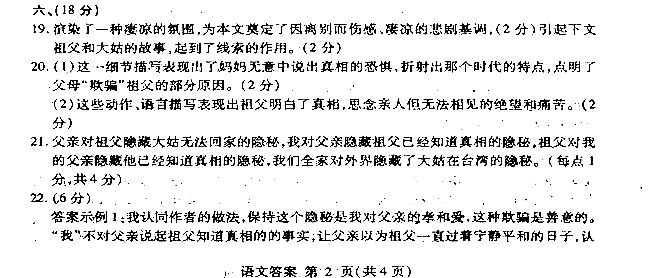 六、(18分)
19. 渲染了一种凄凉的氛围,为本文奠定了因离别而伤感、凄凉的悲剧基调,(2分)引起下文
祖父和大姑的故事,起到了线索的作用。(2分)
20. (1)这一细节描写表现出了妈妈无意中说出真相的恐惧,折射出那个时代的特点,点明了
父母“欺骗”祖父的部分原因。(2分)
(2)这些动作、语言描写表现出祖父明白了真相,思念亲人但无法相见的绝望和痛苦。(2
分)
21. 父亲对祖父隐藏大姑无法回家的隐秘,我对父亲隐藏祖父已经知道真相的隐秘,祖父对我
的父亲隐藏他已经知道真相的隐秘,我们全家对外界隐藏了大姑在台湾的隐秘。(每点1
分,共4分)
22. (6分)
答案示例1:我认同作者的做法,保持这个隐秘是我对父亲的孝和爱,这种欺骗是善意的。
“我”不对父亲说起祖父知道真相的的事实;让父亲以为祖父一直过着宁静平和的日子,认
语文答案 第2页(共4页)